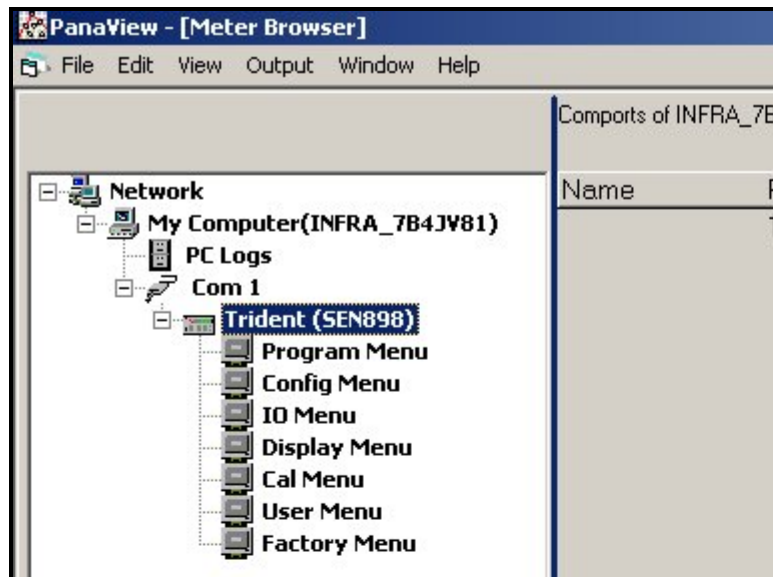 PanaView - [Meter Browser]
File Edit View Output Window Help
Comports of INFRA_7B
Name
Network
My Computer(INFRA_7B4JV81)
PC Logs
Com 1
Trident (SEN898)
Program Menu
Config Menu
IO Menu
Display Menu
Cal Menu
User Menu
Factory Menu